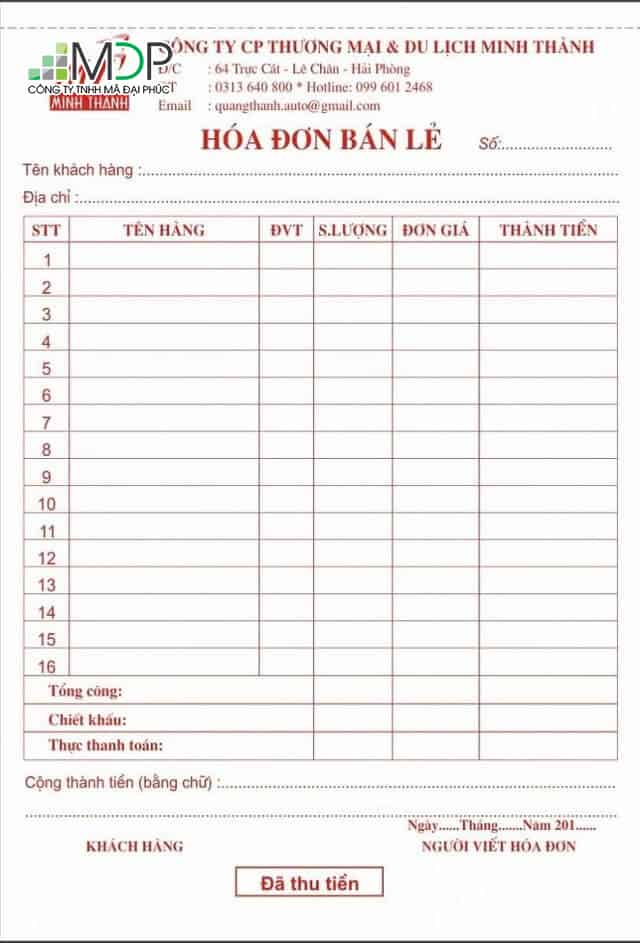 MDP
CÔNG TY TNHH MÃ ĐẠI PHÚC
MINH THANH
CÔNG TY CP THƯƠNG MẠI & DU LỊCH MINH THÀNH
Đ/C : 64 Trực Cát - Lê Chân - Hải Phòng
ĐT : 0313 640 800 * Hotline: 099 601 2468
Email : quangthanh.auto@gmail.com
HÓA ĐƠN BÁN LẺ
Số:...........................
Tên khách hàng :....................................................
Địa chỉ :....................................................
STT TÊN HÀNG ĐVT S.LƯỢNG ĐƠN GIÁ THÀNH TIỀN
1
2
3
4
5
6
7
8
9
10
11
12
13
14
15
16
Tổng cộng:
Chiết khấu:
Thực thanh toán:
Cộng thành tiền (bằng chữ) :....................................................
Ngày......Tháng.......Năm 201......
KHÁCH HÀNG NGƯỜI VIẾT HÓA ĐƠN
Đã thu tiền